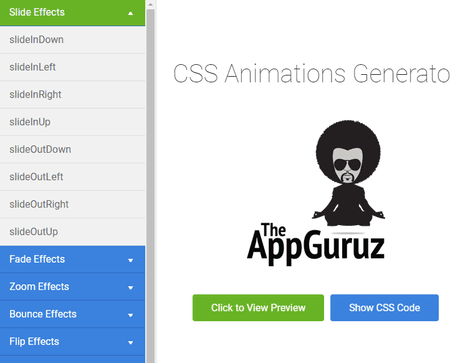 Slide Effects
slideInDown
slideInLeft
slideInRight
slideInUp
slideOutDown
slideOutLeft
slideOutRight
slideOutUp
Fade Effects
Zoom Effects
Bounce Effects
Flip Effects
CSS Animations Generato
The
AppGuruz
Click to View Preview
Show CSS Code